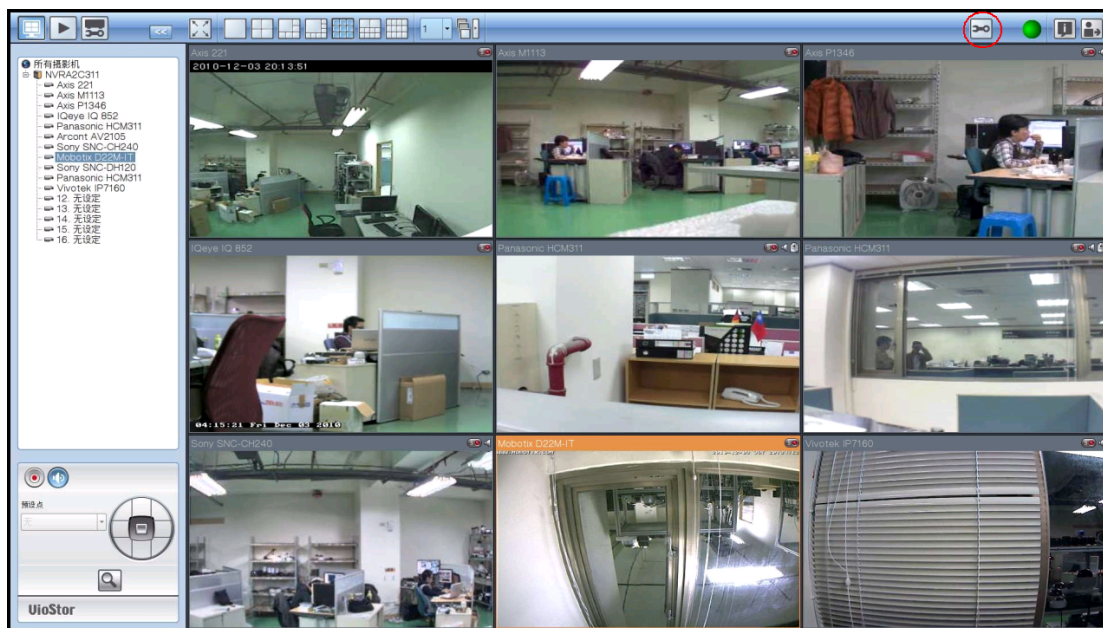 1
所有摄影机
NVRA2C311
Axis 221
Axis M1113
Axis P1346
IQeye IQ 852
Panasonic HCM311
Arcont AV2105
Sony SNC-CH240
Mobotix D22M-IT
Sony SNC-DH120
Panasonic HCM311
Vivotek IP7160
12. 无设定
13. 无设定
14. 无设定
15. 无设定
16. 无设定
预设点
无
VioStor
Axis 221
2010-12-03 20:13:51
Axis M1113
Axis P1346
IQeye IQ 852
04:15:21 Fri Dec 03 2010
Panasonic HCM311
Panasonic HCM311
Sony SNC-CH240
Mobotix D22M-IT
Vivotek IP7160